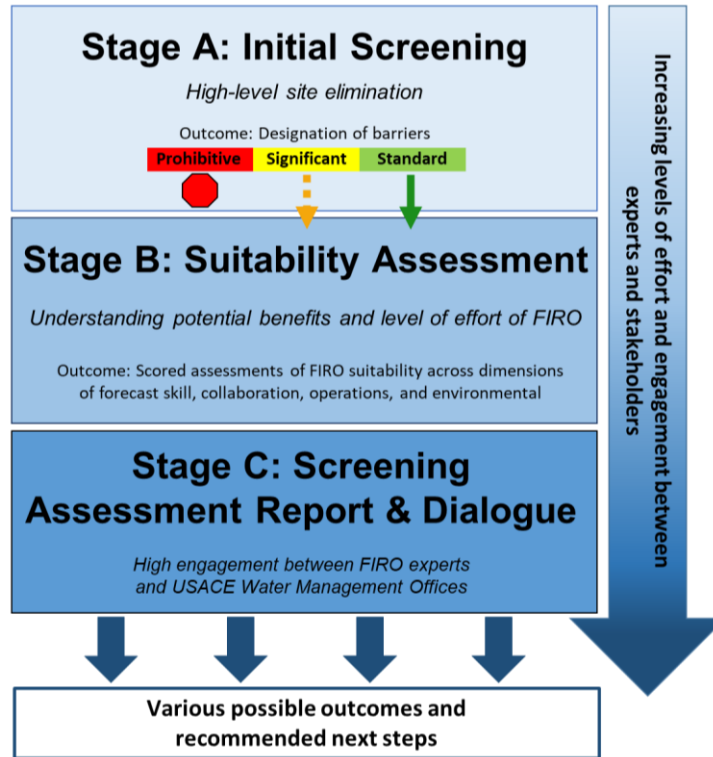 Stage A: Initial Screening
High-level site elimination
Outcome: Designation of barriers
Prohibitive Significant Standard
Stage B: Suitability Assessment
Understanding potential benefits and level of effort of FIRO
Outcome: Scored assessments of FIRO suitability across dimensions
of forecast skill, collaboration, operations, and environmental
Stage C: Screening
Assessment Report & Dialogue
High engagement between FIRO experts
and USACE Water Management Offices
Various possible outcomes and
recommended next steps
Increasing levels of effort and engagement between
experts and stakeholders